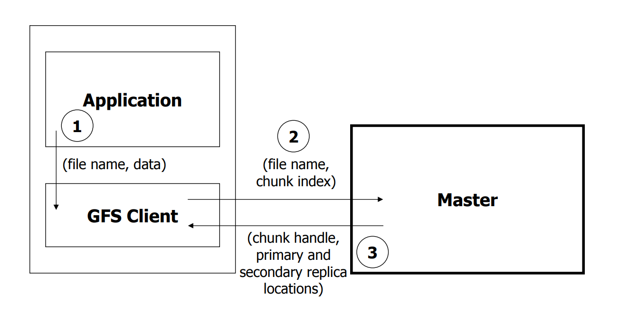 Application
1
(file name, data)
GFS Client
2
(file name,
chunk index)
Master
(chunk handle,
primary and
secondary replica
locations)
3